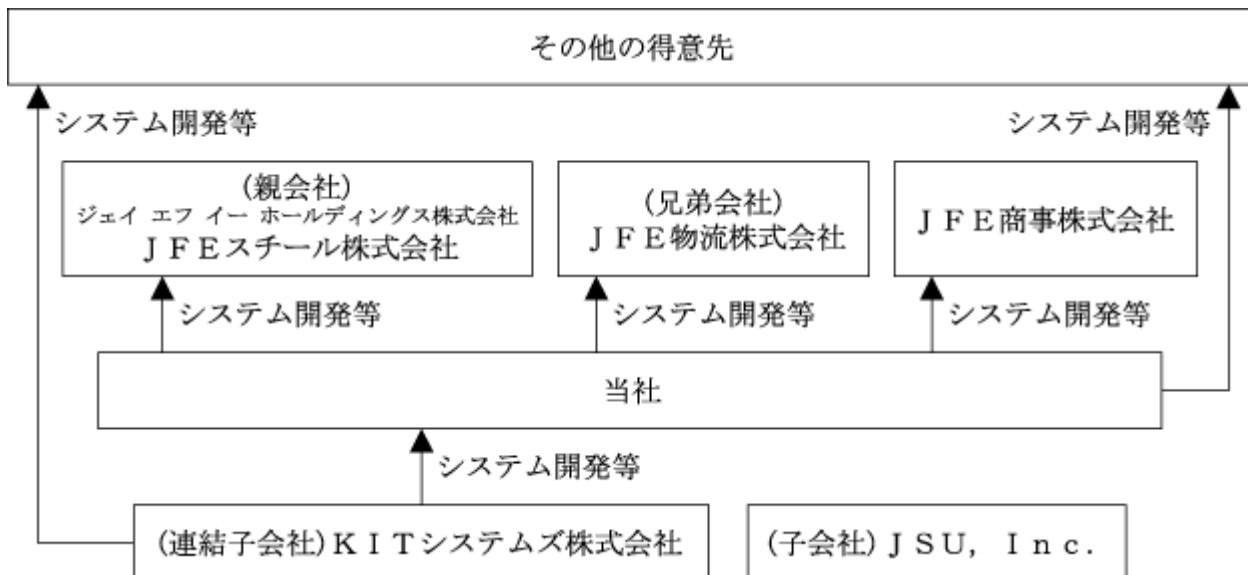 その他の得意先
システム開発等
システム開発等
(親会社)
ジェイ エフ イー ホールディングス株式会社
ＪＦＥスチール株式会社
(兄弟会社)
ＪＦＥ物流株式会社
ＪＦＥ商事株式会社
システム開発等
システム開発等
システム開発等
当社
システム開発等
(連結子会社)ＫＩＴシステムズ株式会社
(子会社)ＪＳＵ，Ｉｎｃ．